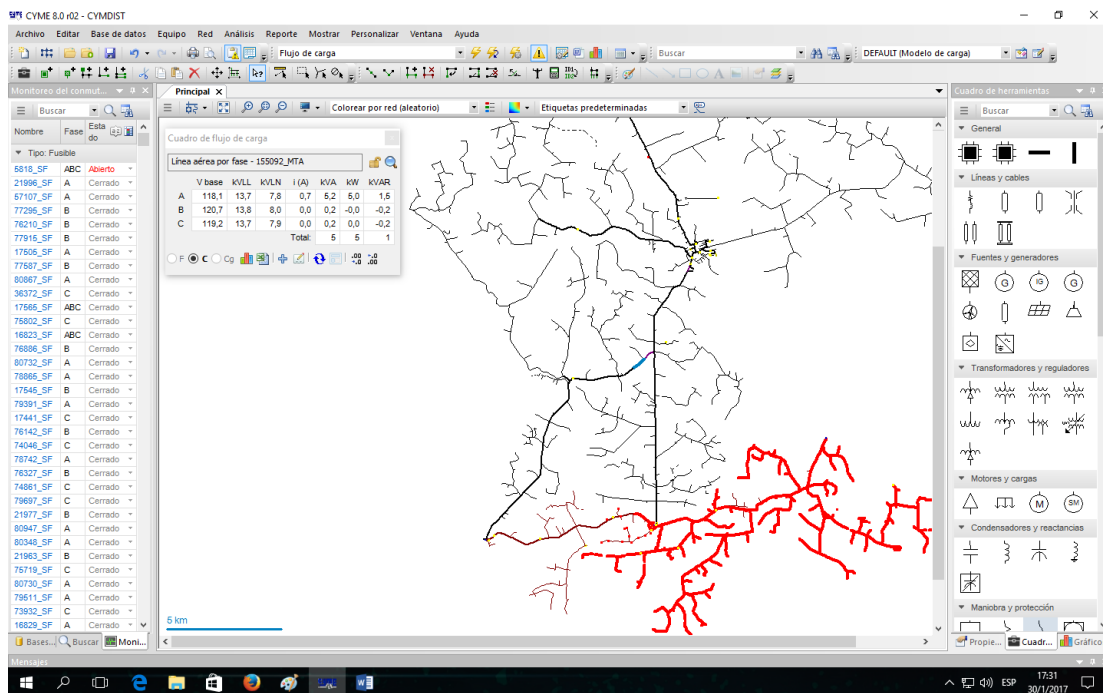 CYME 8.0 r02 - CYMDIST
Archivo Editar Base de datos Equipo Red Análisis Reporte Mostrar Personalizar Ventana Ayuda
Flujo de carga Buscar DEFAULT (Modelo de carga)
Monitoreo del conmut...
Principal
Cuadro de herramientas
Buscar
Colorear por red (aleatorio) Etiquetas predeterminadas
Buscar
Nombre Fase Estado
Tipo: Fusible
5818_SF ABC Abierto
21996_SF A Cerrado
57107_SF A Cerrado
77295_SF B Cerrado
76210_SF B Cerrado
77915_SF B Cerrado
17505_SF A Cerrado
77587_SF B Cerrado
80867_SF A Cerrado
36372_SF C Cerrado
17565_SF ABC Cerrado
75802_SF C Cerrado
16823_SF ABC Cerrado
76886_SF B Cerrado
80732_SF A Cerrado
78865_SF A Cerrado
17545_SF B Cerrado
79391_SF A Cerrado
17441_SF C Cerrado
76142_SF B Cerrado
74046_SF C Cerrado
78742_SF A Cerrado
76327_SF B Cerrado
74861_SF C Cerrado
79697_SF C Cerrado
21977_SF B Cerrado
80947_SF A Cerrado
80348_SF A Cerrado
21963_SF B Cerrado
75719_SF C Cerrado
80730_SF A Cerrado
79511_SF A Cerrado
73932_SF C Cerrado
16829_SF A Cerrado
Bases... Buscar Moni...
Cuadro de flujo de carga
Línea aérea por fase - 155092_MTA
V base kVLL kVLN i (A) kVA kW kVAR
A 118,1 13,7 7,8 0,7 5,2 5,0 1,5
B 120,7 13,8 8,0 0,0 0,2 -0,0 -0,2
C 119,2 13,7 7,9 0,0 0,2 0,0 -0,2
Total: 5 5 1
F C Cg
5 km
General
Líneas y cables
Fuentes y generadores
G IG G
Transformadores y reguladores
Motores y cargas
M SM
Condensadores y reactancias
Maniobra y protección
Propie... Cuadr... Gráfico
Mensajes
ESP
17:31
30/1/2017